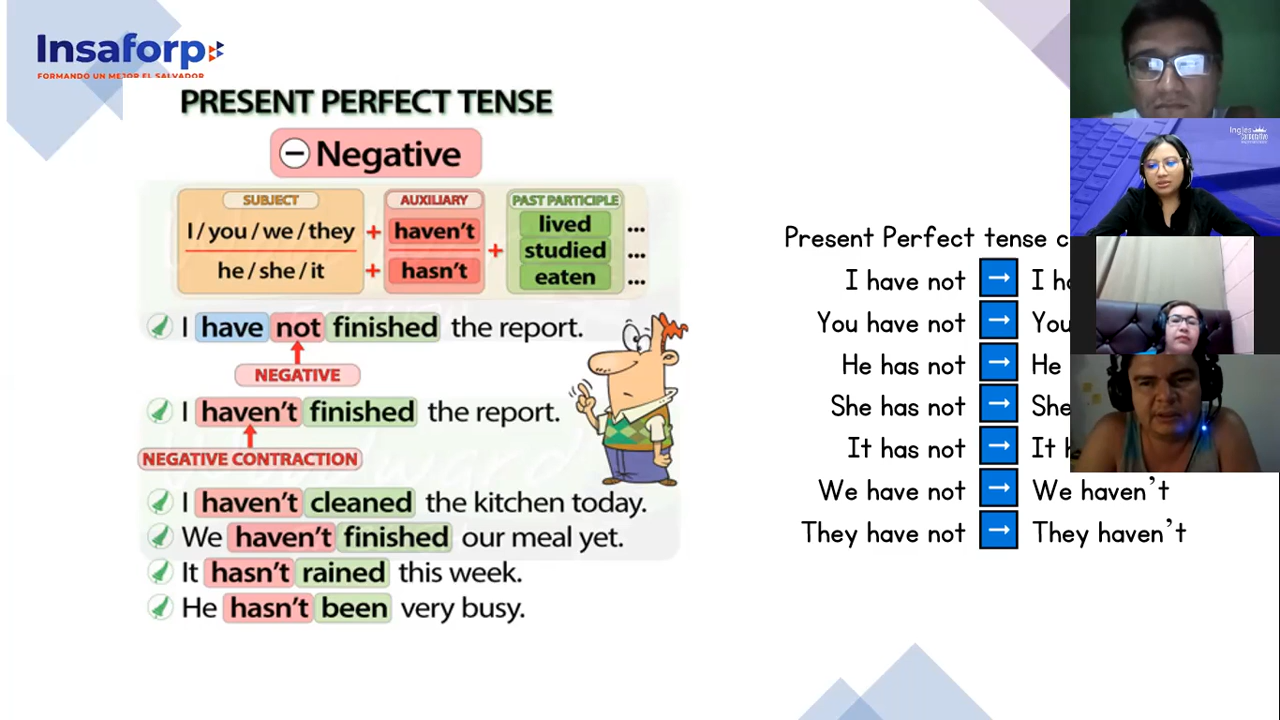 Insaforp
FORMANDO UN MEJOR EL SALVADOR
PRESENT PERFECT TENSE
Negative
SUBJECT AUXILIARY PAST PARTICIPLE
I / you / we / they + haven't + lived ...
studied ...
he / she / it + hasn't eaten ...
I have not finished the report.
NEGATIVE
I haven't finished the report.
NEGATIVE CONTRACTION
I haven't cleaned the kitchen today.
We haven't finished our meal yet.
It hasn't rained this week.
He hasn't been very busy.
Present Perfect tense
I have not → I
You have not → You
He has not → He
She has not → She
It has not → It
We have not → We haven't
They have not → They haven't
Ingles